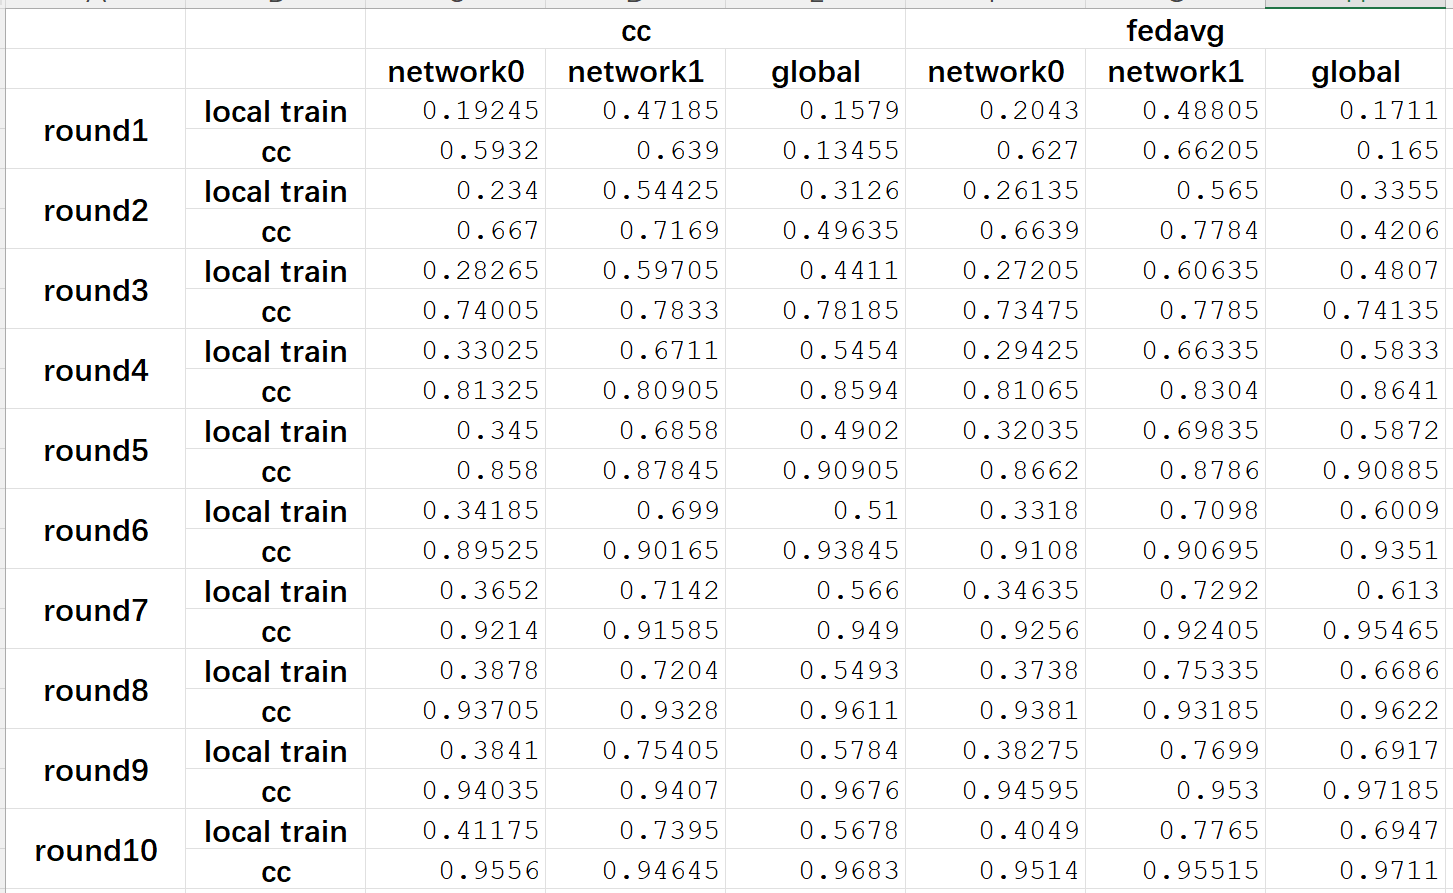 cc fedavg
network0 network1 global network0 network1 global
round1 local train 0.19245 0.47185 0.1579 0.2043 0.48805 0.1711
cc 0.5932 0.639 0.13455 0.627 0.66205 0.165
round2 local train 0.234 0.54425 0.3126 0.26135 0.565 0.3355
cc 0.667 0.7169 0.49635 0.6639 0.7784 0.4206
round3 local train 0.28265 0.59705 0.4411 0.27205 0.60635 0.4807
cc 0.74005 0.7833 0.78185 0.73475 0.7785 0.74135
round4 local train 0.33025 0.6711 0.5454 0.29425 0.66335 0.5833
cc 0.81325 0.80905 0.8594 0.81065 0.8304 0.8641
round5 local train 0.345 0.6858 0.4902 0.32035 0.69835 0.5872
cc 0.858 0.87845 0.90905 0.8662 0.8786 0.90885
round6 local train 0.34185 0.699 0.51 0.3318 0.7098 0.6009
cc 0.89525 0.90165 0.93845 0.9108 0.90695 0.9351
round7 local train 0.3652 0.7142 0.566 0.34635 0.7292 0.613
cc 0.9214 0.91585 0.949 0.9256 0.92405 0.95465
round8 local train 0.3878 0.7204 0.5493 0.3738 0.75335 0.6686
cc 0.93705 0.9328 0.9611 0.9381 0.93185 0.9622
round9 local train 0.3841 0.75405 0.5784 0.38275 0.7699 0.6917
cc 0.94035 0.9407 0.9676 0.94595 0.953 0.97185
round10 local train 0.41175 0.7395 0.5678 0.4049 0.7765 0.6947
cc 0.9556 0.94645 0.9683 0.9514 0.95515 0.9711